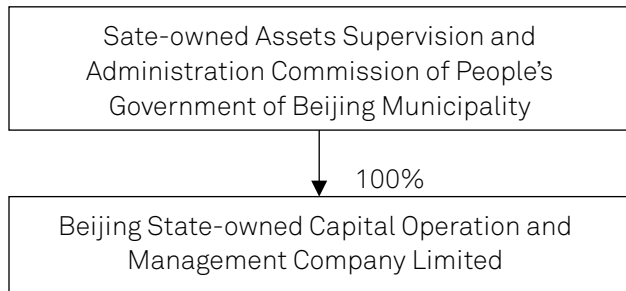 Sate-owned Assets Supervision and
Administration Commission of People’s
Government of Beijing Municipality
100%
Beijing State-owned Capital Operation and
Management Company Limited